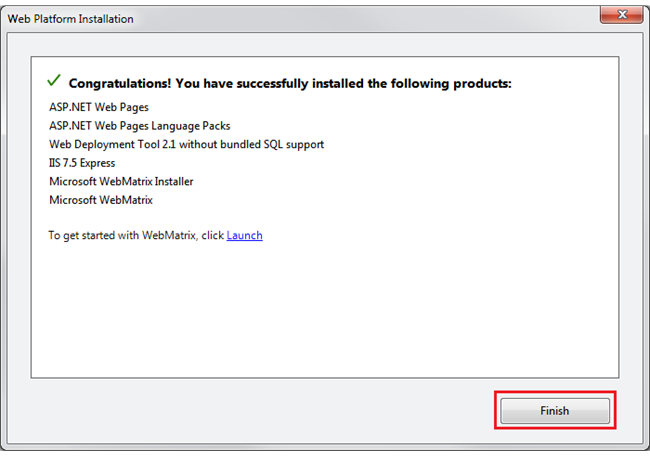 Web Platform Installation
Congratulations! You have successfully installed the following products:
ASP.NET Web Pages
ASP.NET Web Pages Language Packs
Web Deployment Tool 2.1 without bundled SQL support
IIS 7.5 Express
Microsoft WebMatrix Installer
Microsoft WebMatrix
To get started with WebMatrix, click Launch
Finish